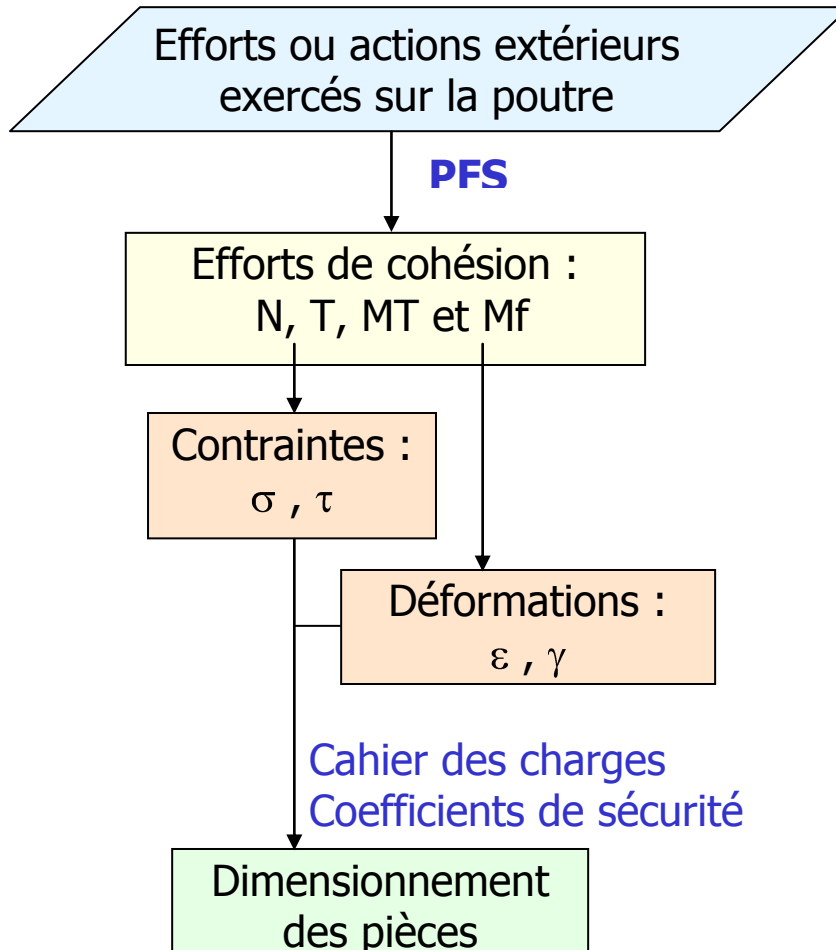 Efforts ou actions extérieurs
exercés sur la poutre
PFS
Efforts de cohésion :
N, T, MT et Mf
Contraintes :
σ , τ
Déformations :
ε , γ
Cahier des charges
Coefficients de sécurité
Dimensionnement
des pièces